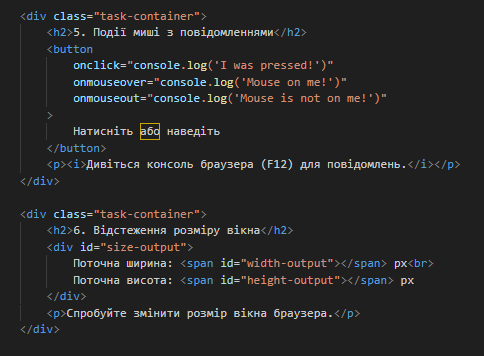 <div class="task-container">
<h2>5. Події миші з повідомленнями</h2>
<button
onclick="console.log('I was pressed!')"
onmouseover="console.log('Mouse on me!')"
onmouseout="console.log('Mouse is not on me!')"
>
Натисніть або наведіть
</button>
<p><i>Дивіться консоль браузера (F12) для повідомлень.</i></p>
</div>
<div class="task-container">
<h2>6. Відстеження розміру вікна</h2>
<div id="size-output">
Поточна ширина: <span id="width-output"></span> px<br>
Поточна висота: <span id="height-output"></span> px
</div>
<p>Спробуйте змінити розмір вікна браузера.</p>
</div>